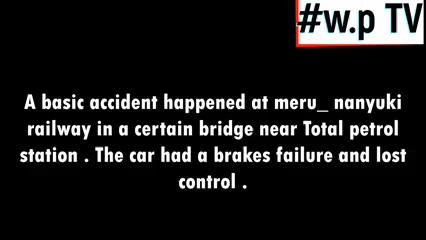 #w.p TV
A basic accident happened at meru_ nanyuki
railway in a certain bridge near Total petrol
station . The car had a brakes failure and lost
control .